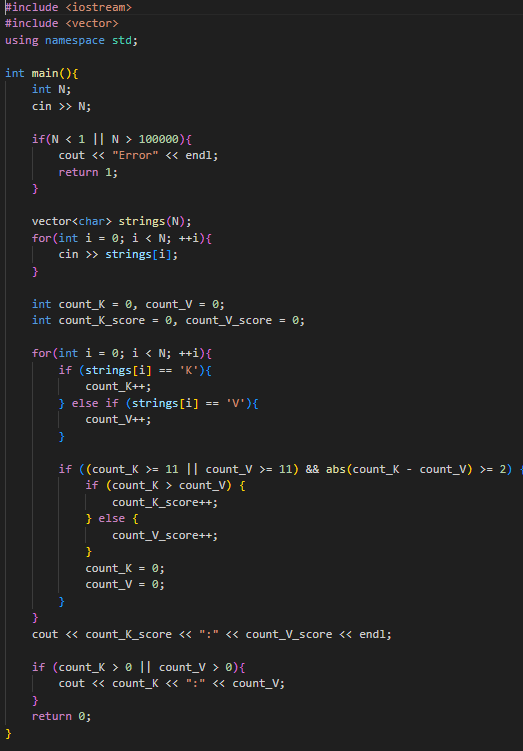 #include <iostream>
#include <vector>
using namespace std;

int main(){
    int N;
    cin >> N;

    if(N < 1 || N > 100000){
        cout << "Error" << endl;
        return 1;
    }

    vector<char> strings(N);
    for(int i = 0; i < N; ++i){
        cin >> strings[i];
    }

    int count_K = 0, count_V = 0;
    int count_K_score = 0, count_V_score = 0;

    for(int i = 0; i < N; ++i){
        if (strings[i] == 'K'){
            count_K++;
        } else if (strings[i] == 'V'){
            count_V++;
        }

        if ((count_K >= 11 || count_V >= 11) && abs(count_K - count_V) >= 2) {
            if (count_K > count_V) {
                count_K_score++;
            } else {
                count_V_score++;
            }
            count_K = 0;
            count_V = 0;
        }
    }
    cout << count_K_score << ":" << count_V_score << endl;

    if (count_K > 0 || count_V > 0){
        cout << count_K << ":" << count_V;
    }
    return 0;
}